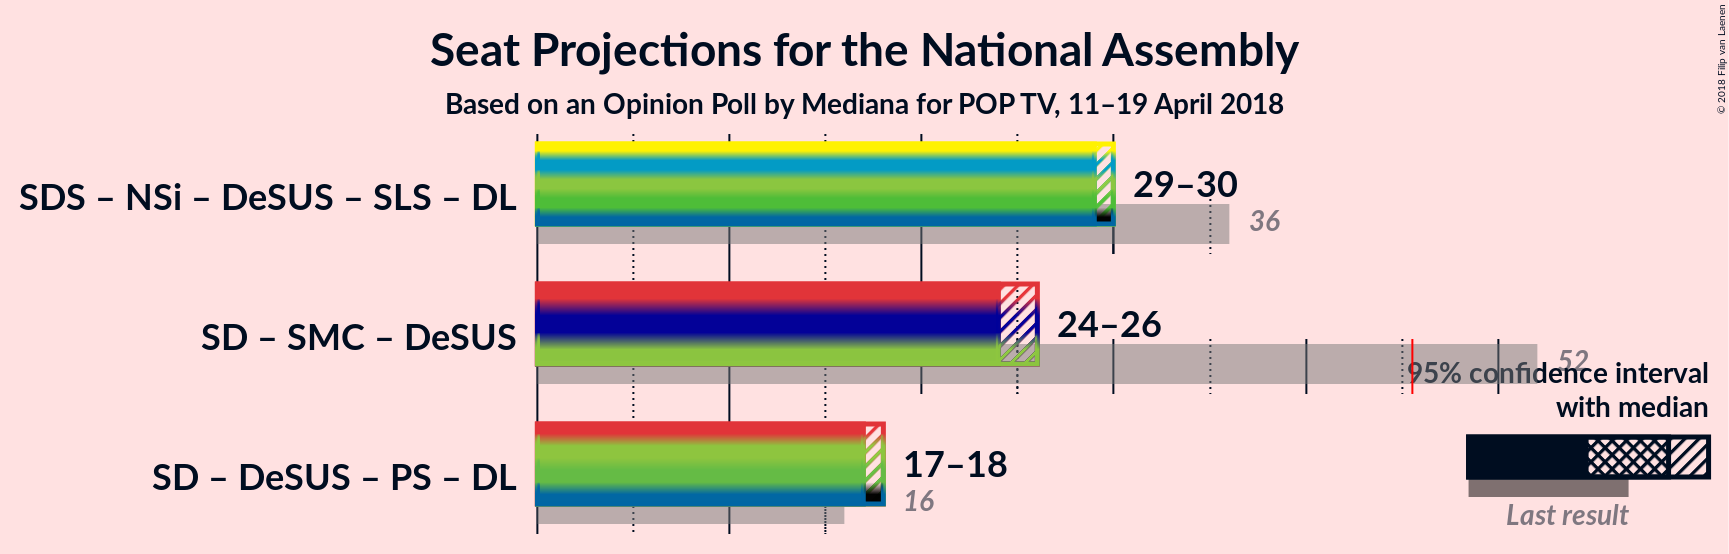 Seat Projections for the National Assembly
Based on an Opinion Poll by Mediana for POP TV, 11–19 April 2018
© 2018 Filip van Laenen
SDS – NSi – DeSUS – SLS – DL
29–30
36
SD – SMC – DeSUS
24–26
52
95% confidence interval
with median
SD – DeSUS – PS – DL
17–18
16
Last result